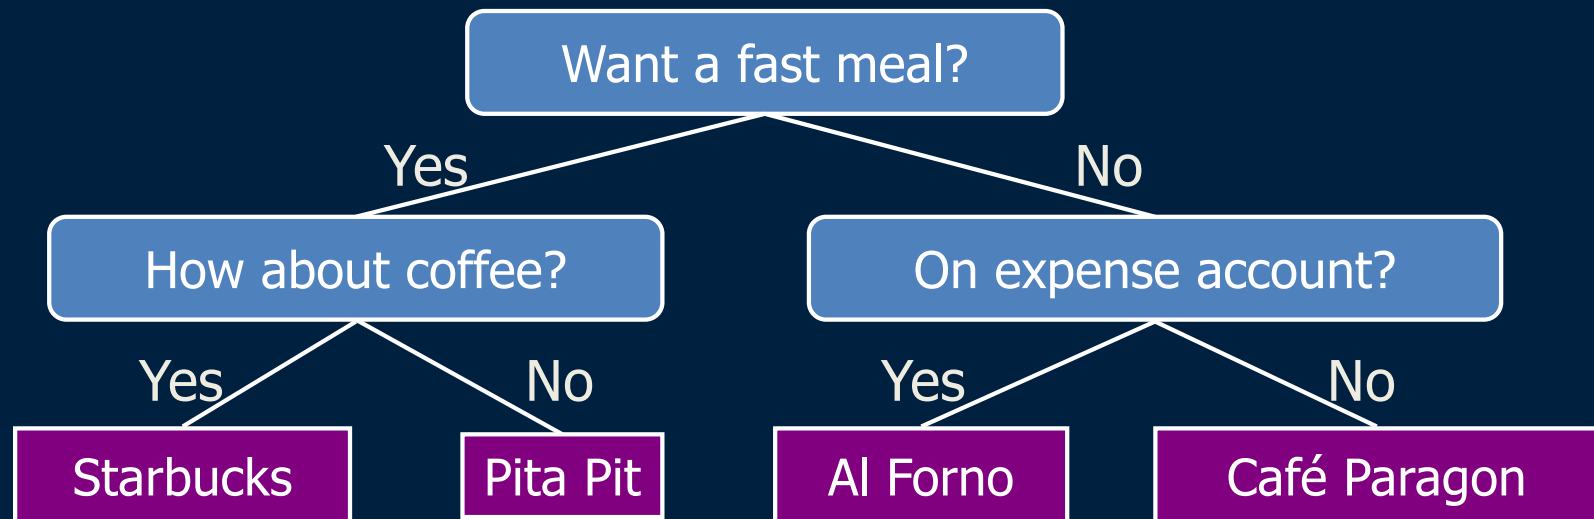 Want a fast meal?
Yes
No
How about coffee?
On expense account?
Yes
No
Yes
No
Starbucks
Pita Pit
Al Forno
Café Paragon